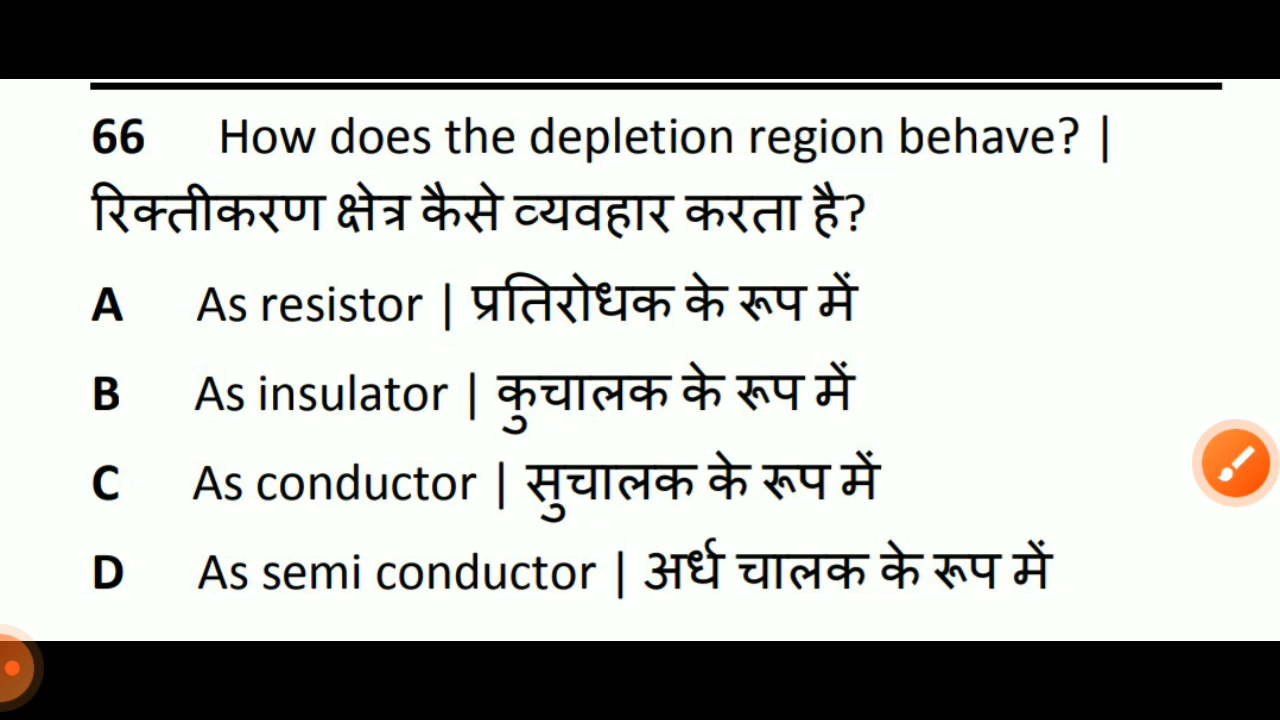 66 How does the depletion region behave? |
रिक्तीकरण क्षेत्र कैसे व्यवहार करता है?
A As resistor | प्रतिरोधक के रूप में
B As insulator | कुचालक के रूप में
C As conductor | सुचालक के रूप में
D As semi conductor | अर्ध चालक के रूप में